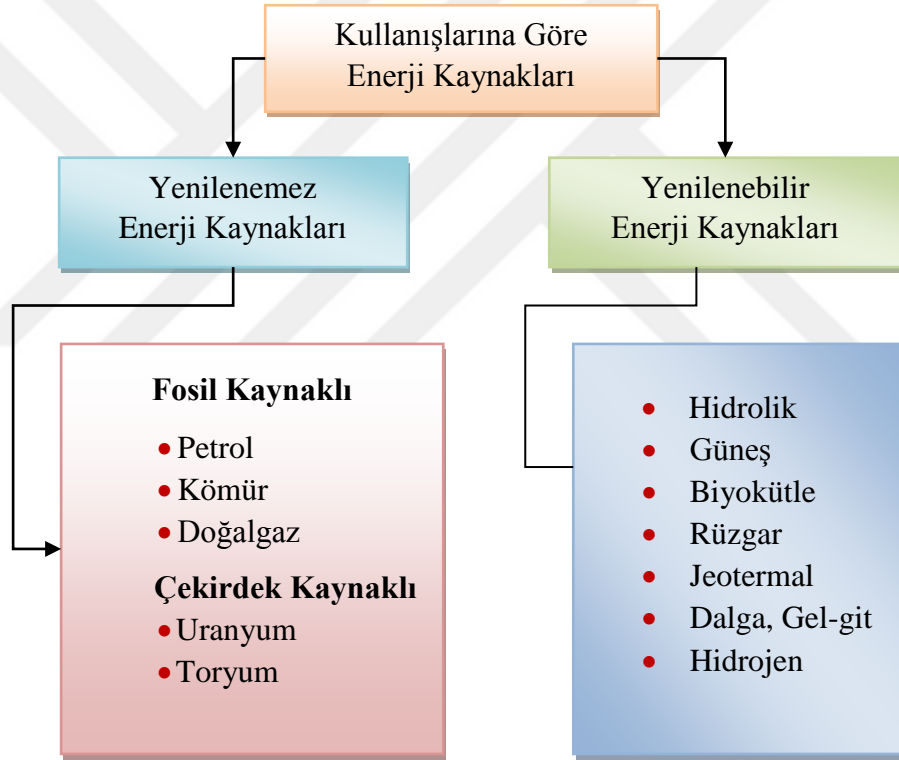 Kullanışlarına Göre
Enerji Kaynakları
Yenilenemez
Enerji Kaynakları
Yenilenebilir
Enerji Kaynakları
Fosil Kaynaklı
• Petrol
• Kömür
• Doğalgaz
Çekirdek Kaynaklı
• Uranyum
• Toryum
• Hidrolik
• Güneş
• Biyokütle
• Rüzgar
• Jeotermal
• Dalga, Gel-git
• Hidrojen